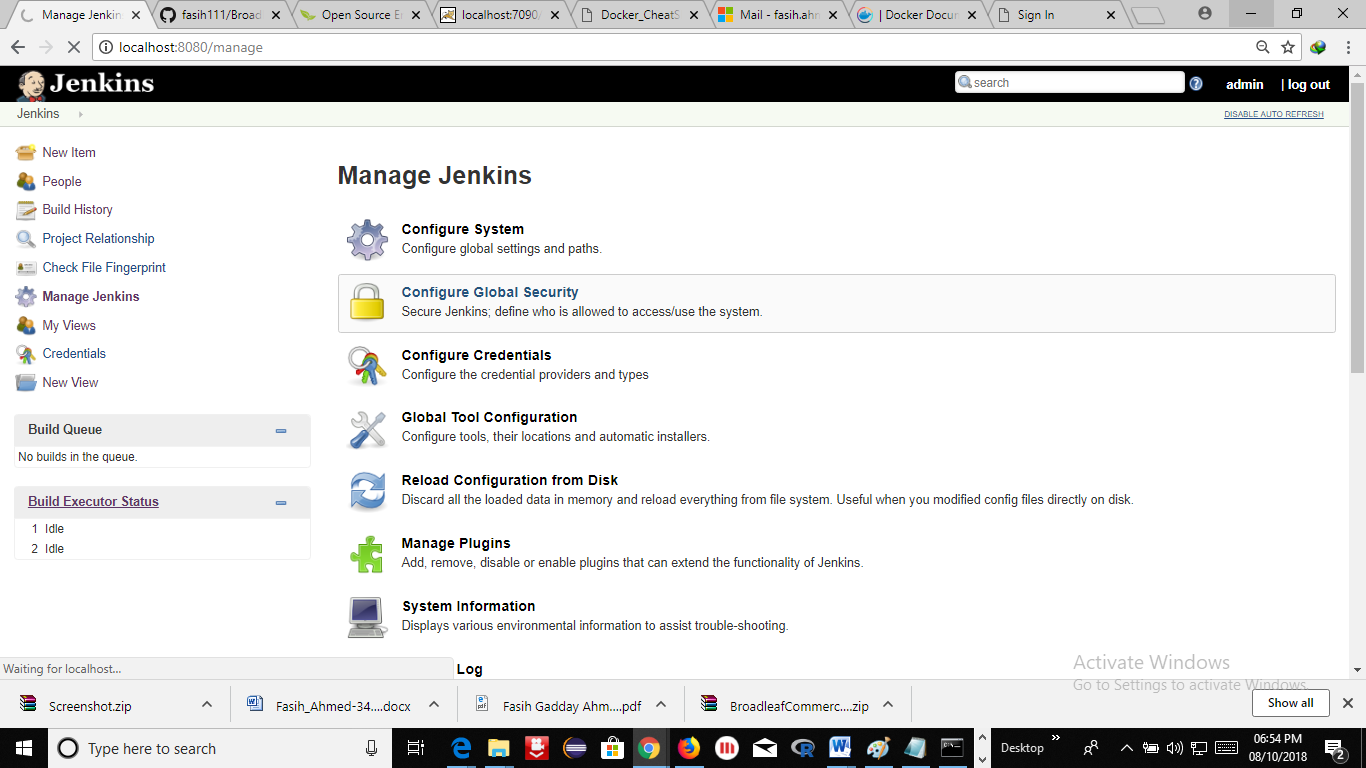 Manage Jenkins
fasih111/Broad
Open Source E
localhost:7090/
Docker_CheatS
Mail - fasih.ahm
| Docker Docum
Sign In
localhost:8080/manage
Jenkins
search
admin
| log out
Jenkins
DISABLE AUTO REFRESH
New Item
People
Build History
Project Relationship
Check File Fingerprint
Manage Jenkins
My Views
Credentials
New View
Build Queue
No builds in the queue.
Build Executor Status
1 Idle
2 Idle
Manage Jenkins
Configure System
Configure global settings and paths.
Configure Global Security
Secure Jenkins; define who is allowed to access/use the system.
Configure Credentials
Configure the credential providers and types
Global Tool Configuration
Configure tools, their locations and automatic installers.
Reload Configuration from Disk
Discard all the loaded data in memory and reload everything from file system. Useful when you modified config files directly on disk.
Manage Plugins
Add, remove, disable or enable plugins that can extend the functionality of Jenkins.
System Information
Displays various environmental information to assist trouble-shooting.
Log
Waiting for localhost...
Activate Windows
Go to Settings to activate Windows.
Screenshot.zip
Fasih_Ahmed-34....docx
Fasih Gadday Ahm....pdf
BroadleafCommerc....zip
Show all
Type here to search
Desktop
06:54 PM
08/10/2018
2